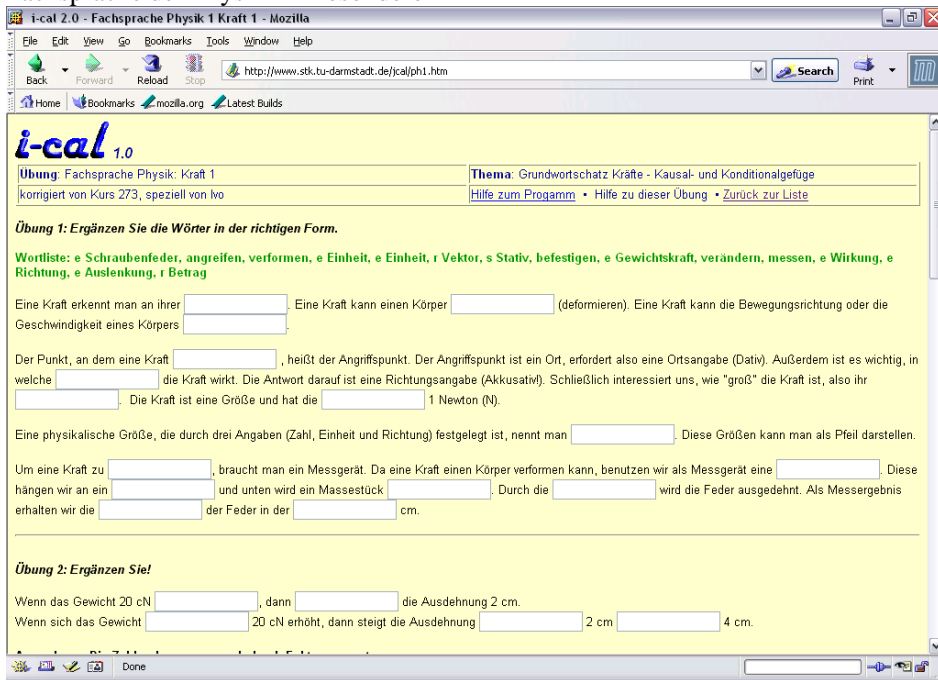 i-cal 2.0 - Fachsprache Physik 1 Kraft 1 - Mozilla
File Edit View Go Bookmarks Tools Window Help
Back Forward Reload Stop http://www.stk.tu-darmstadt.de/jcal/ph1.htm Search Print
Home Bookmarks mozilla.org Latest Builds
i-cal 1.0
Übung: Fachsprache Physik: Kraft 1 Thema: Grundwortschatz Kräfte - Kausal- und Konditionalgefüge
korrigiert von Kurs 273, speziell von Ivo Hilfe zum Progamm • Hilfe zu dieser Übung • Zurück zur Liste
Übung 1: Ergänzen Sie die Wörter in der richtigen Form.
Wortliste: e Schraubenfeder, angreifen, verformen, e Einheit, e Einheit, r Vektor, s Stativ, befestigen, e Gewichtskraft, verändern, messen, e Wirkung, e
Richtung, e Auslenkung, r Betrag
Eine Kraft erkennt man an ihrer . Eine Kraft kann einen Körper (deformieren). Eine Kraft kann die Bewegungsrichtung oder die
Geschwindigkeit eines Körpers .
Der Punkt, an dem eine Kraft , heißt der Angriffspunkt. Der Angriffspunkt ist ein Ort, erfordert also eine Ortsangabe (Dativ). Außerdem ist es wichtig, in
welche die Kraft wirkt. Die Antwort darauf ist eine Richtungsangabe (Akkusativ!). Schließlich interessiert uns, wie "groß" die Kraft ist, also ihr
. Die Kraft ist eine Größe und hat die 1 Newton (N).
Eine physikalische Größe, die durch drei Angaben (Zahl, Einheit und Richtung) festgelegt ist, nennt man . Diese Größen kann man als Pfeil darstellen.
Um eine Kraft zu , braucht man ein Messgerät. Da eine Kraft einen Körper verformen kann, benutzen wir als Messgerät eine . Diese
hängen wir an ein und unten wird ein Massestück . Durch die wird die Feder ausgedehnt. Als Messergebnis
erhalten wir die der Feder in der cm.
Übung 2: Ergänzen Sie!
Wenn das Gewicht 20 cN , dann die Ausdehnung 2 cm.
Wenn sich das Gewicht 20 cN erhöht, dann steigt die Ausdehnung 2 cm 4 cm.
Done